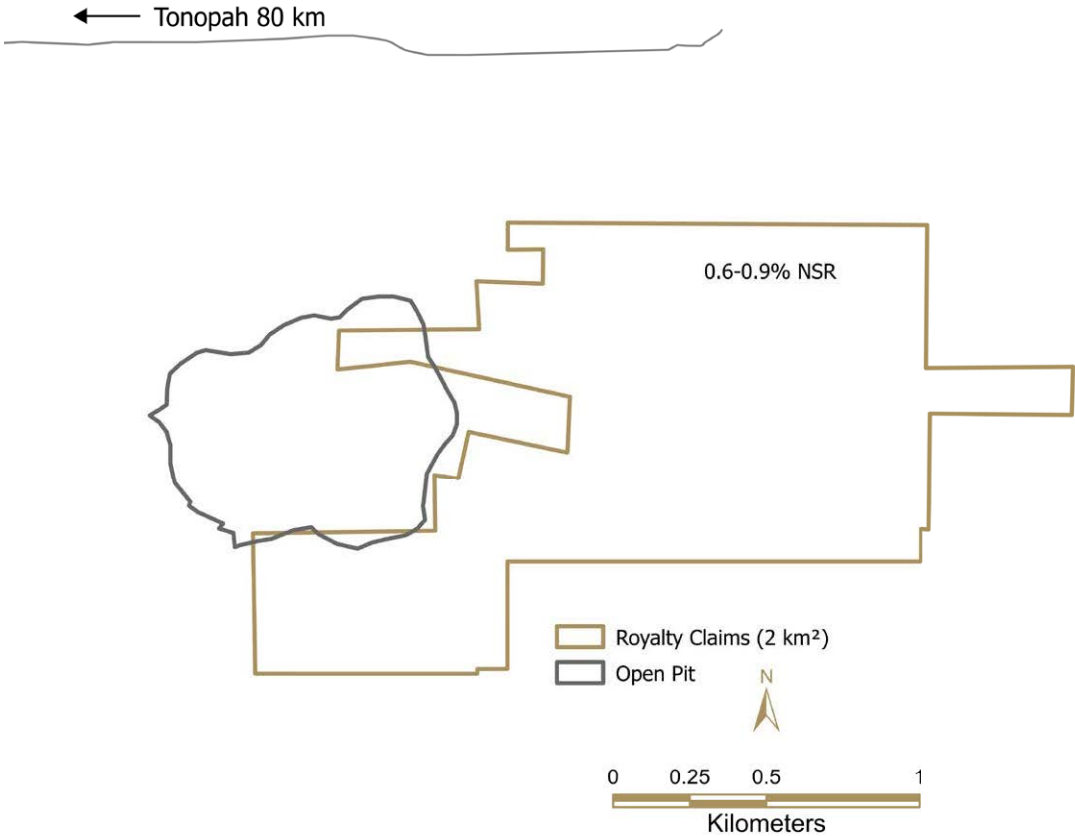 Tonopah 80 km
0.6-0.9% NSR
Royalty Claims (2 km²)
Open Pit
N
0 0.25 0.5 1
Kilometers